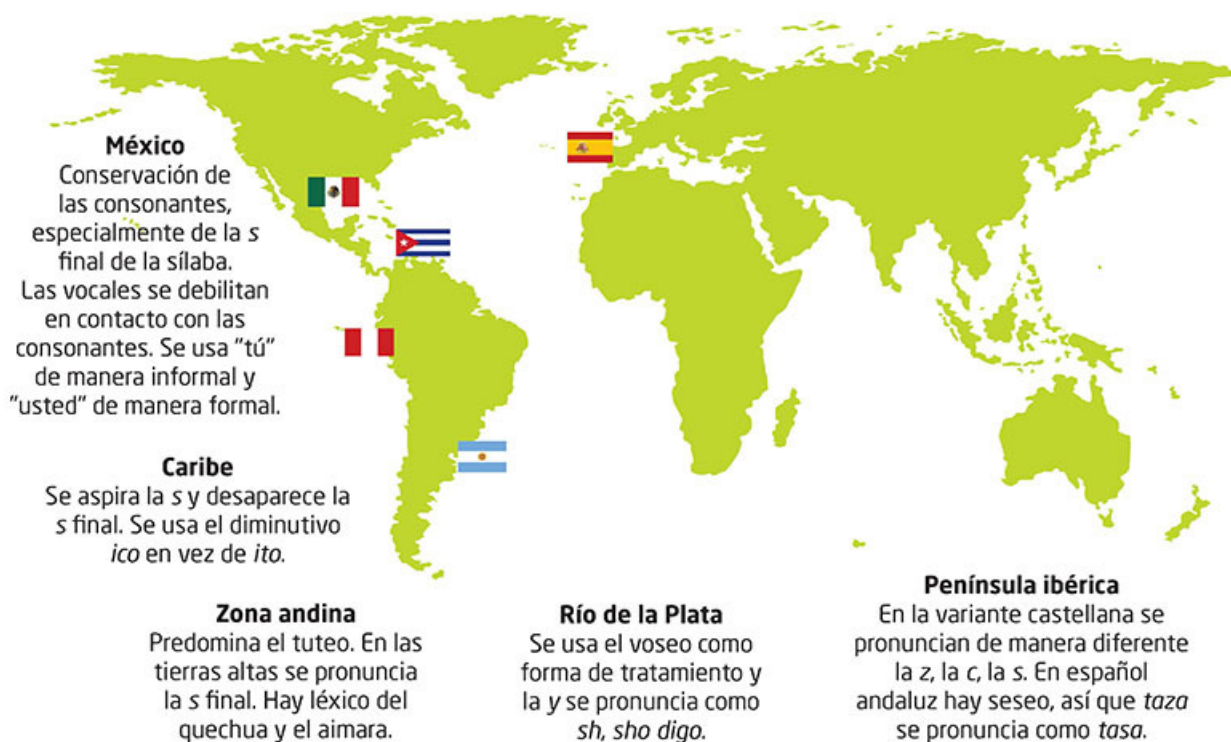 México
Conservación de
las consonantes,
especialmente de la s
final de la sílaba.
Las vocales se debilitan
en contacto con las
consonantes. Se usa "tú"
de manera informal y
"usted" de manera formal.
Caribe
Se aspira la s y desaparece la
s final. Se usa el diminutivo
ico en vez de ito.
Zona andina
Predomina el tuteo. En las
tierras altas se pronuncia
la s final. Hay léxico del
quechua y el aimara.
Río de la Plata
Se usa el voseo como
forma de tratamiento y
la y se pronuncia como
sh, sho digo.
Península ibérica
En la variante castellana se
pronuncian de manera diferente
la z, la c, la s. En español
andaluz hay seseo, así que taza
se pronuncia como tasa.